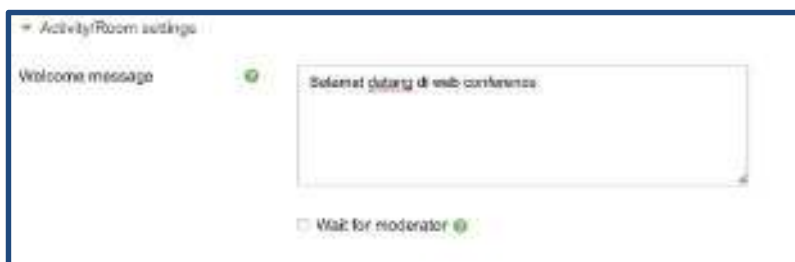 Activity/Room settings
Welcome message
Selamat datang di web conference
Wait for moderator